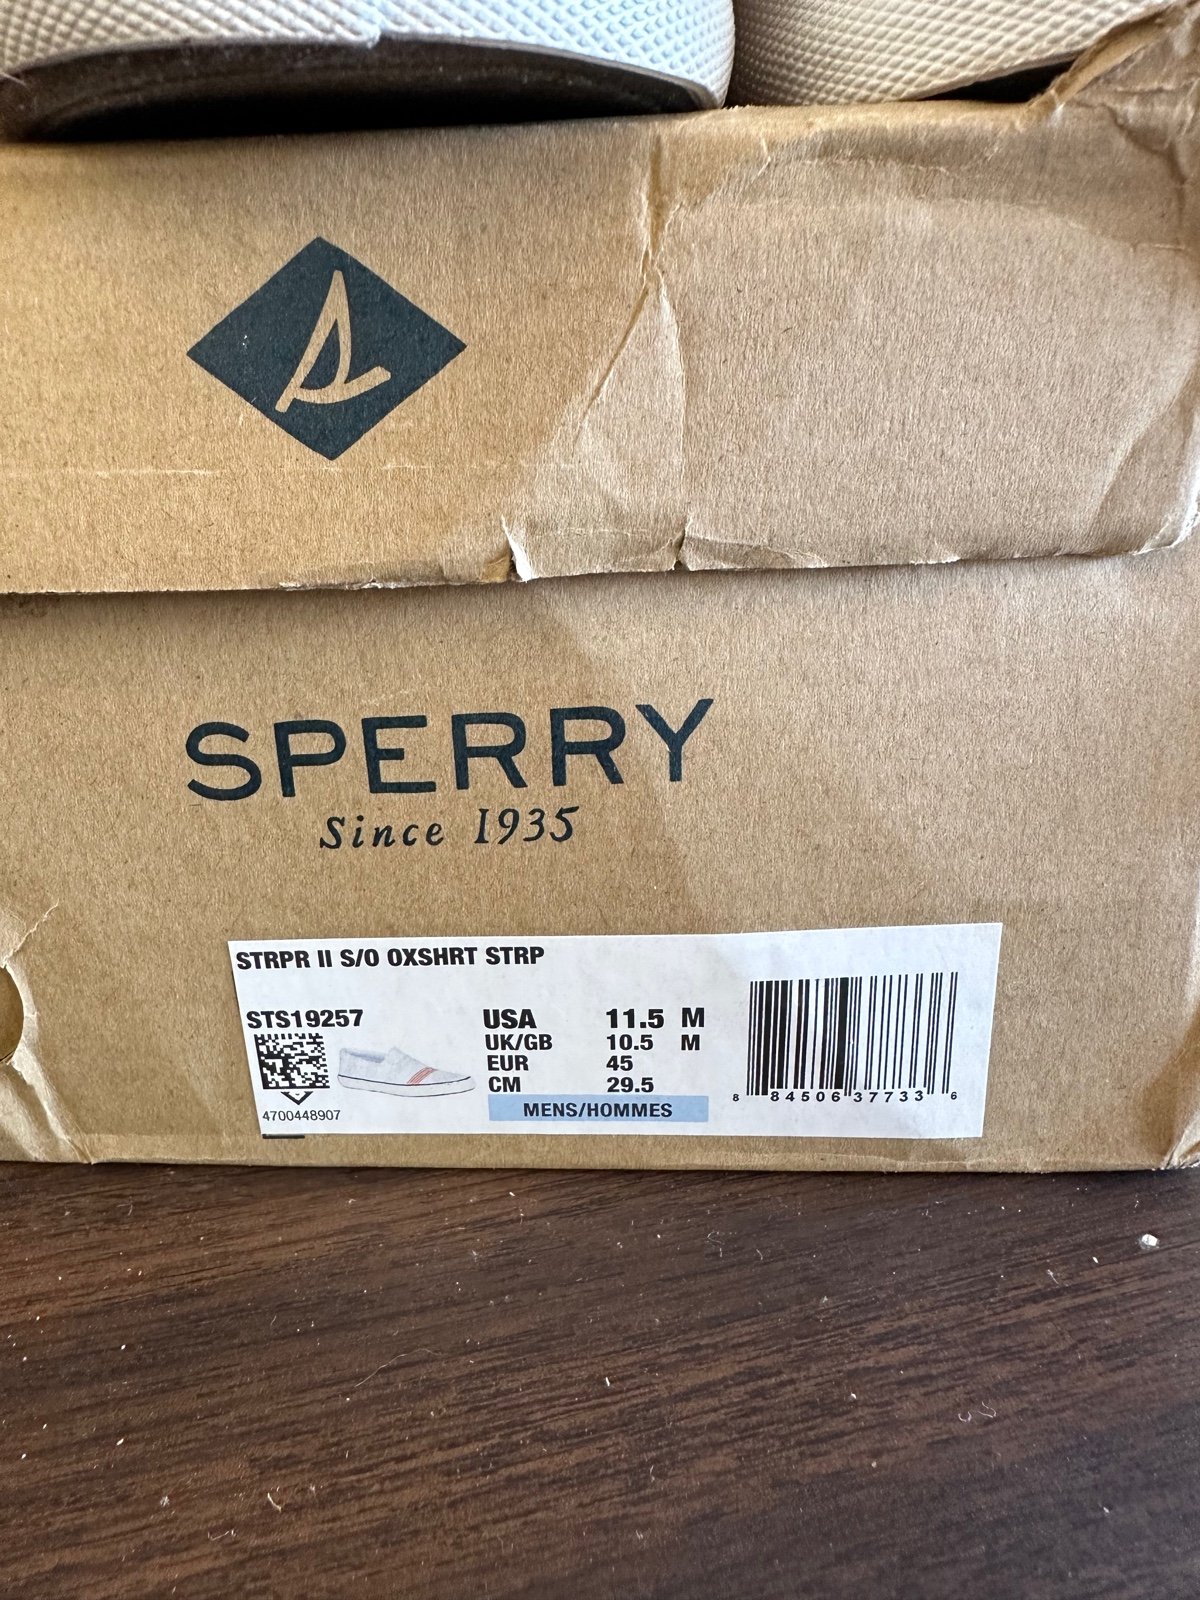 SPERRY
Since 1935
STRPR II S/O OXSHRT STRP
STS19257
4700448907
USA 11.5 M
UK/GB 10.5 M
EUR 45
CM 29.5
MENS/HOMMES
8 84506 37733 6